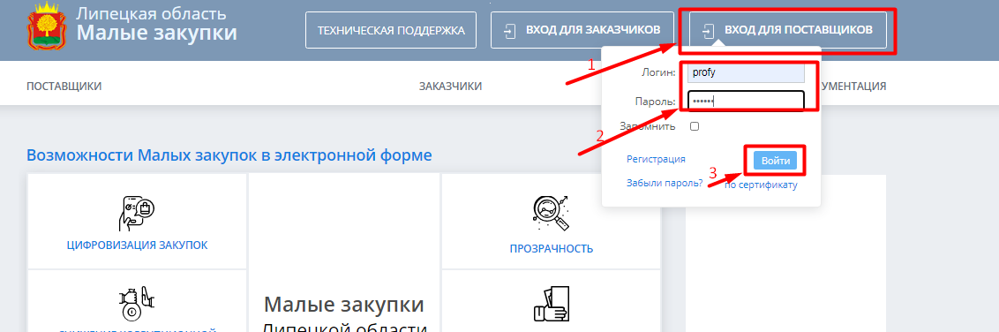 Липецкая область
Малые закупки
ТЕХНИЧЕСКАЯ ПОДДЕРЖКА
ВХОД ДЛЯ ЗАКАЗЧИКОВ
ВХОД ДЛЯ ПОСТАВЩИКОВ
1
Логин:
profy
ПОСТАВЩИКИ
ЗАКАЗЧИКИ
УМЕНТАЦИЯ
Пароль:
••••••
2
Запомнить
Возможности Малых закупок в электронной форме
Регистрация
Войти
3
Забыли пароль?
по сертификату
ЦИФРОВИЗАЦИЯ ЗАКУПОК
ПРОЗРАЧНОСТЬ
Малые закупки
Липецкой области